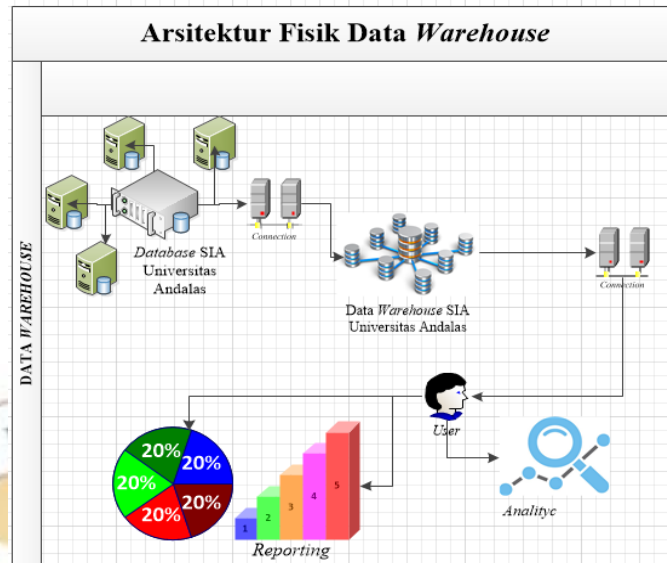 Arsitektur Fisik Data Warehouse
DATA WAREHOUSE
Database SIA
Universitas
Andalas
Connection
Data Warehouse SIA
Universitas Andalas
Connection
User
20%
20%
20%
20%
20%
1
2
3
4
5
Reporting
Analityc